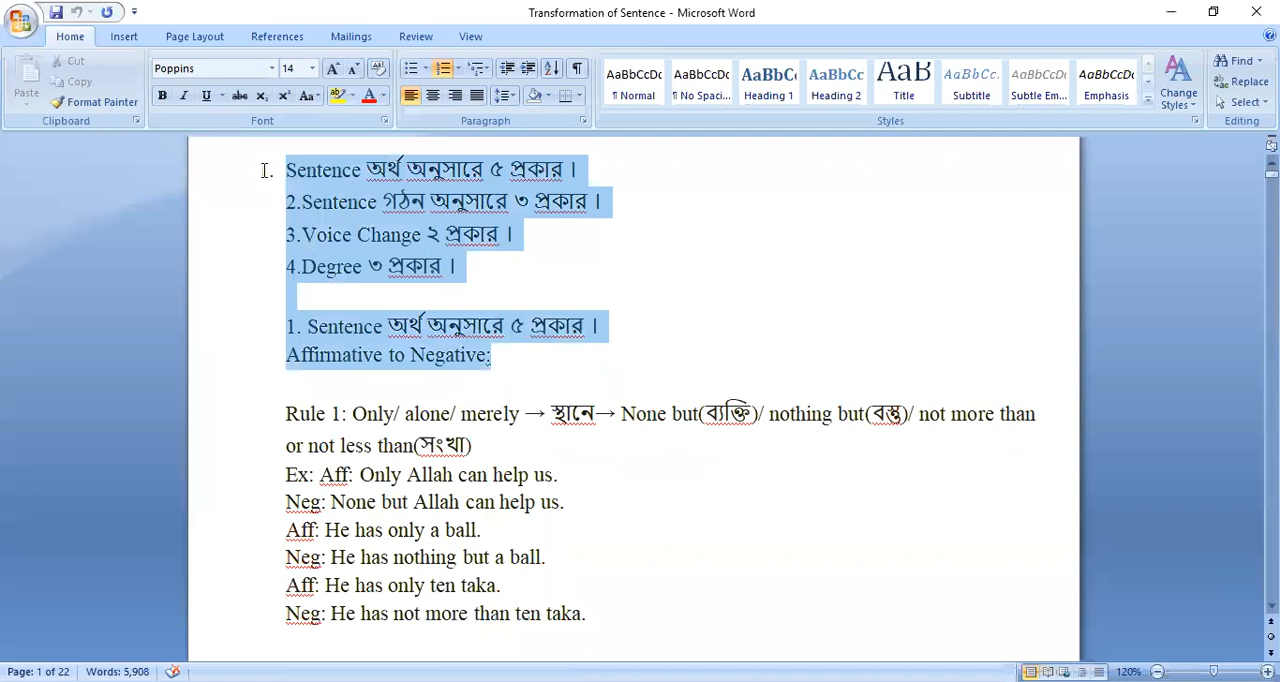 Transformation of Sentence - Microsoft Word
Home Insert Page Layout References Mailings Review View
Paste Cut Copy Format Painter Clipboard
Poppins 14 Font
Paragraph
AaBbCcDc ¶ Normal AaBbCcDc ¶ No Spaci... AaBbC Heading 1 AaBbCc Heading 2 AaB Title AaBbCc Subtitle AaBbCcDc Subtle Em... AaBbCcDc Emphasis Change Styles Styles
Find Replace Select Editing
1. Sentence অর্থ অনুসারে ৫ প্রকার ।
2.Sentence গঠন অনুসারে ৩ প্রকার ।
3.Voice Change ২ প্রকার ।
4.Degree ৩ প্রকার ।
1. Sentence অর্থ অনুসারে ৫ প্রকার ।
Affirmative to Negative:
Rule 1: Only/ alone/ merely → স্থানে→ None but(ব্যক্তি)/ nothing but(বস্তু)/ not more than
or not less than(সংখা)
Ex: Aff: Only Allah can help us.
Neg: None but Allah can help us.
Aff: He has only a ball.
Neg: He has nothing but a ball.
Aff: He has only ten taka.
Neg: He has not more than ten taka.
Page: 1 of 22 Words: 5,908 120%